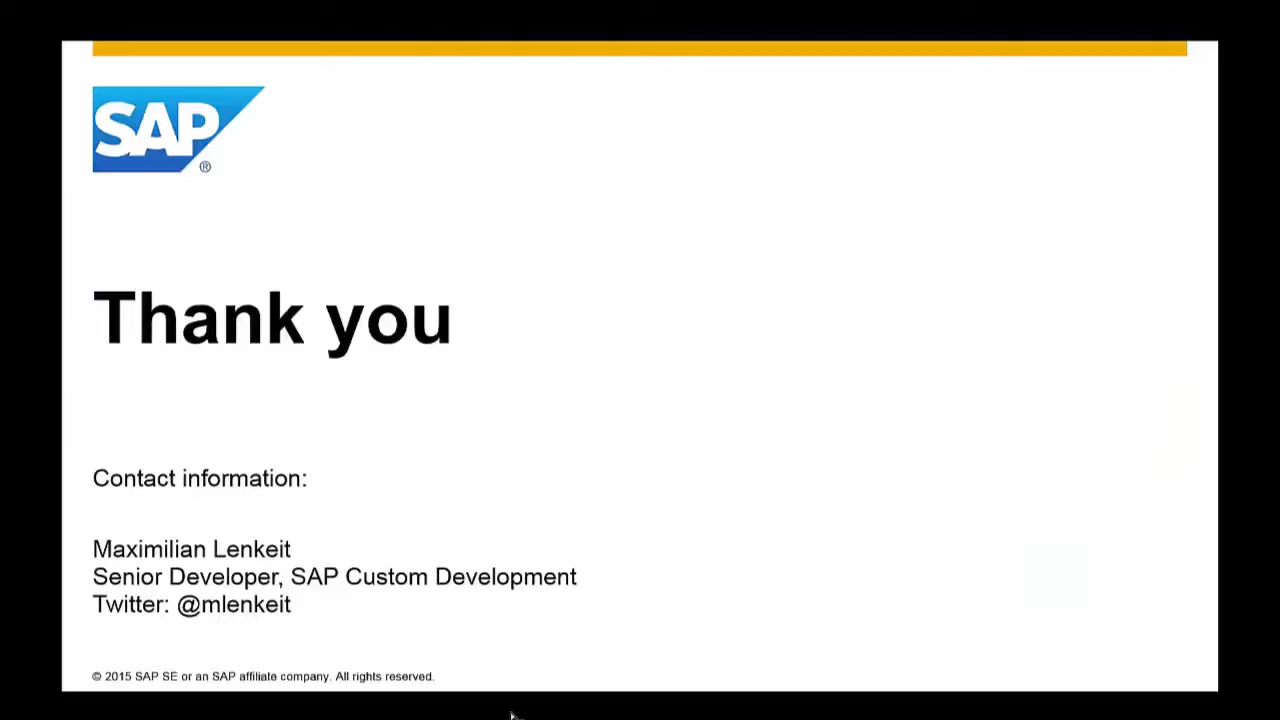 SAP
®
Thank you
Contact information:
Maximilian Lenkeit
Senior Developer, SAP Custom Development
Twitter: @mlenkeit
© 2015 SAP SE or an SAP affiliate company. All rights reserved.